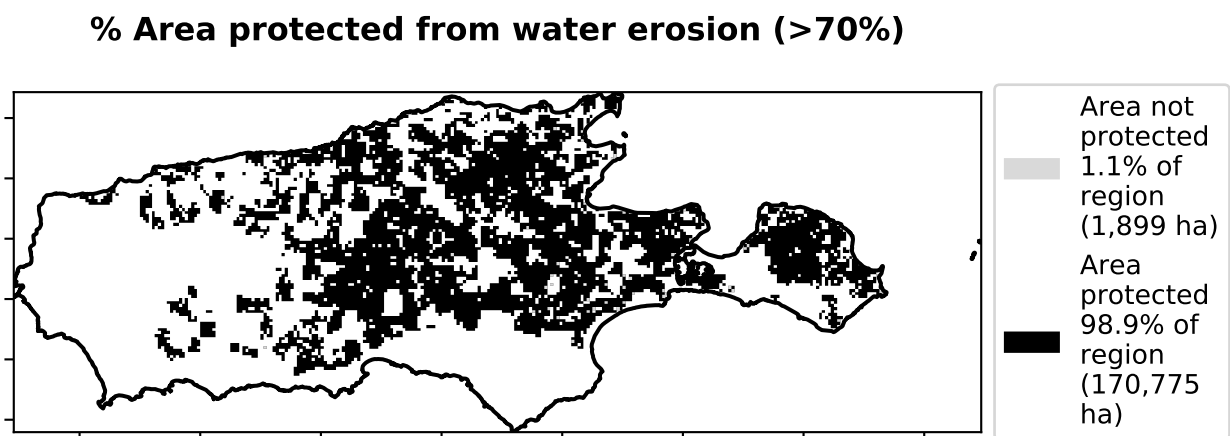 % Area protected from water erosion (>70%)
Area not
protected
1.1% of
region
(1,899 ha)
Area
protected
98.9% of
region
(170,775
ha)